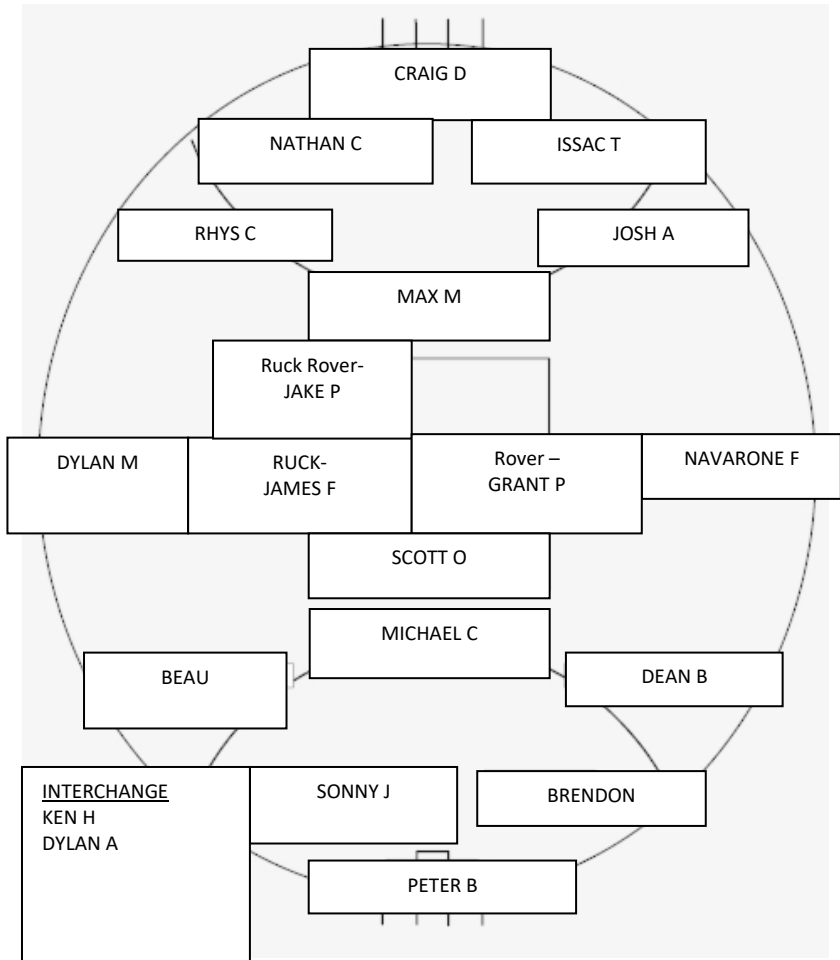 CRAIG D
NATHAN C
ISSAC T
RHYS C
JOSH A
MAX M
Ruck Rover-
JAKE P
DYLAN M
RUCK-
JAMES F
Rover –
GRANT P
NAVARONE F
SCOTT O
MICHAEL C
BEAU
DEAN B
INTERCHANGE
KEN H
DYLAN A
SONNY J
BRENDON
PETER B